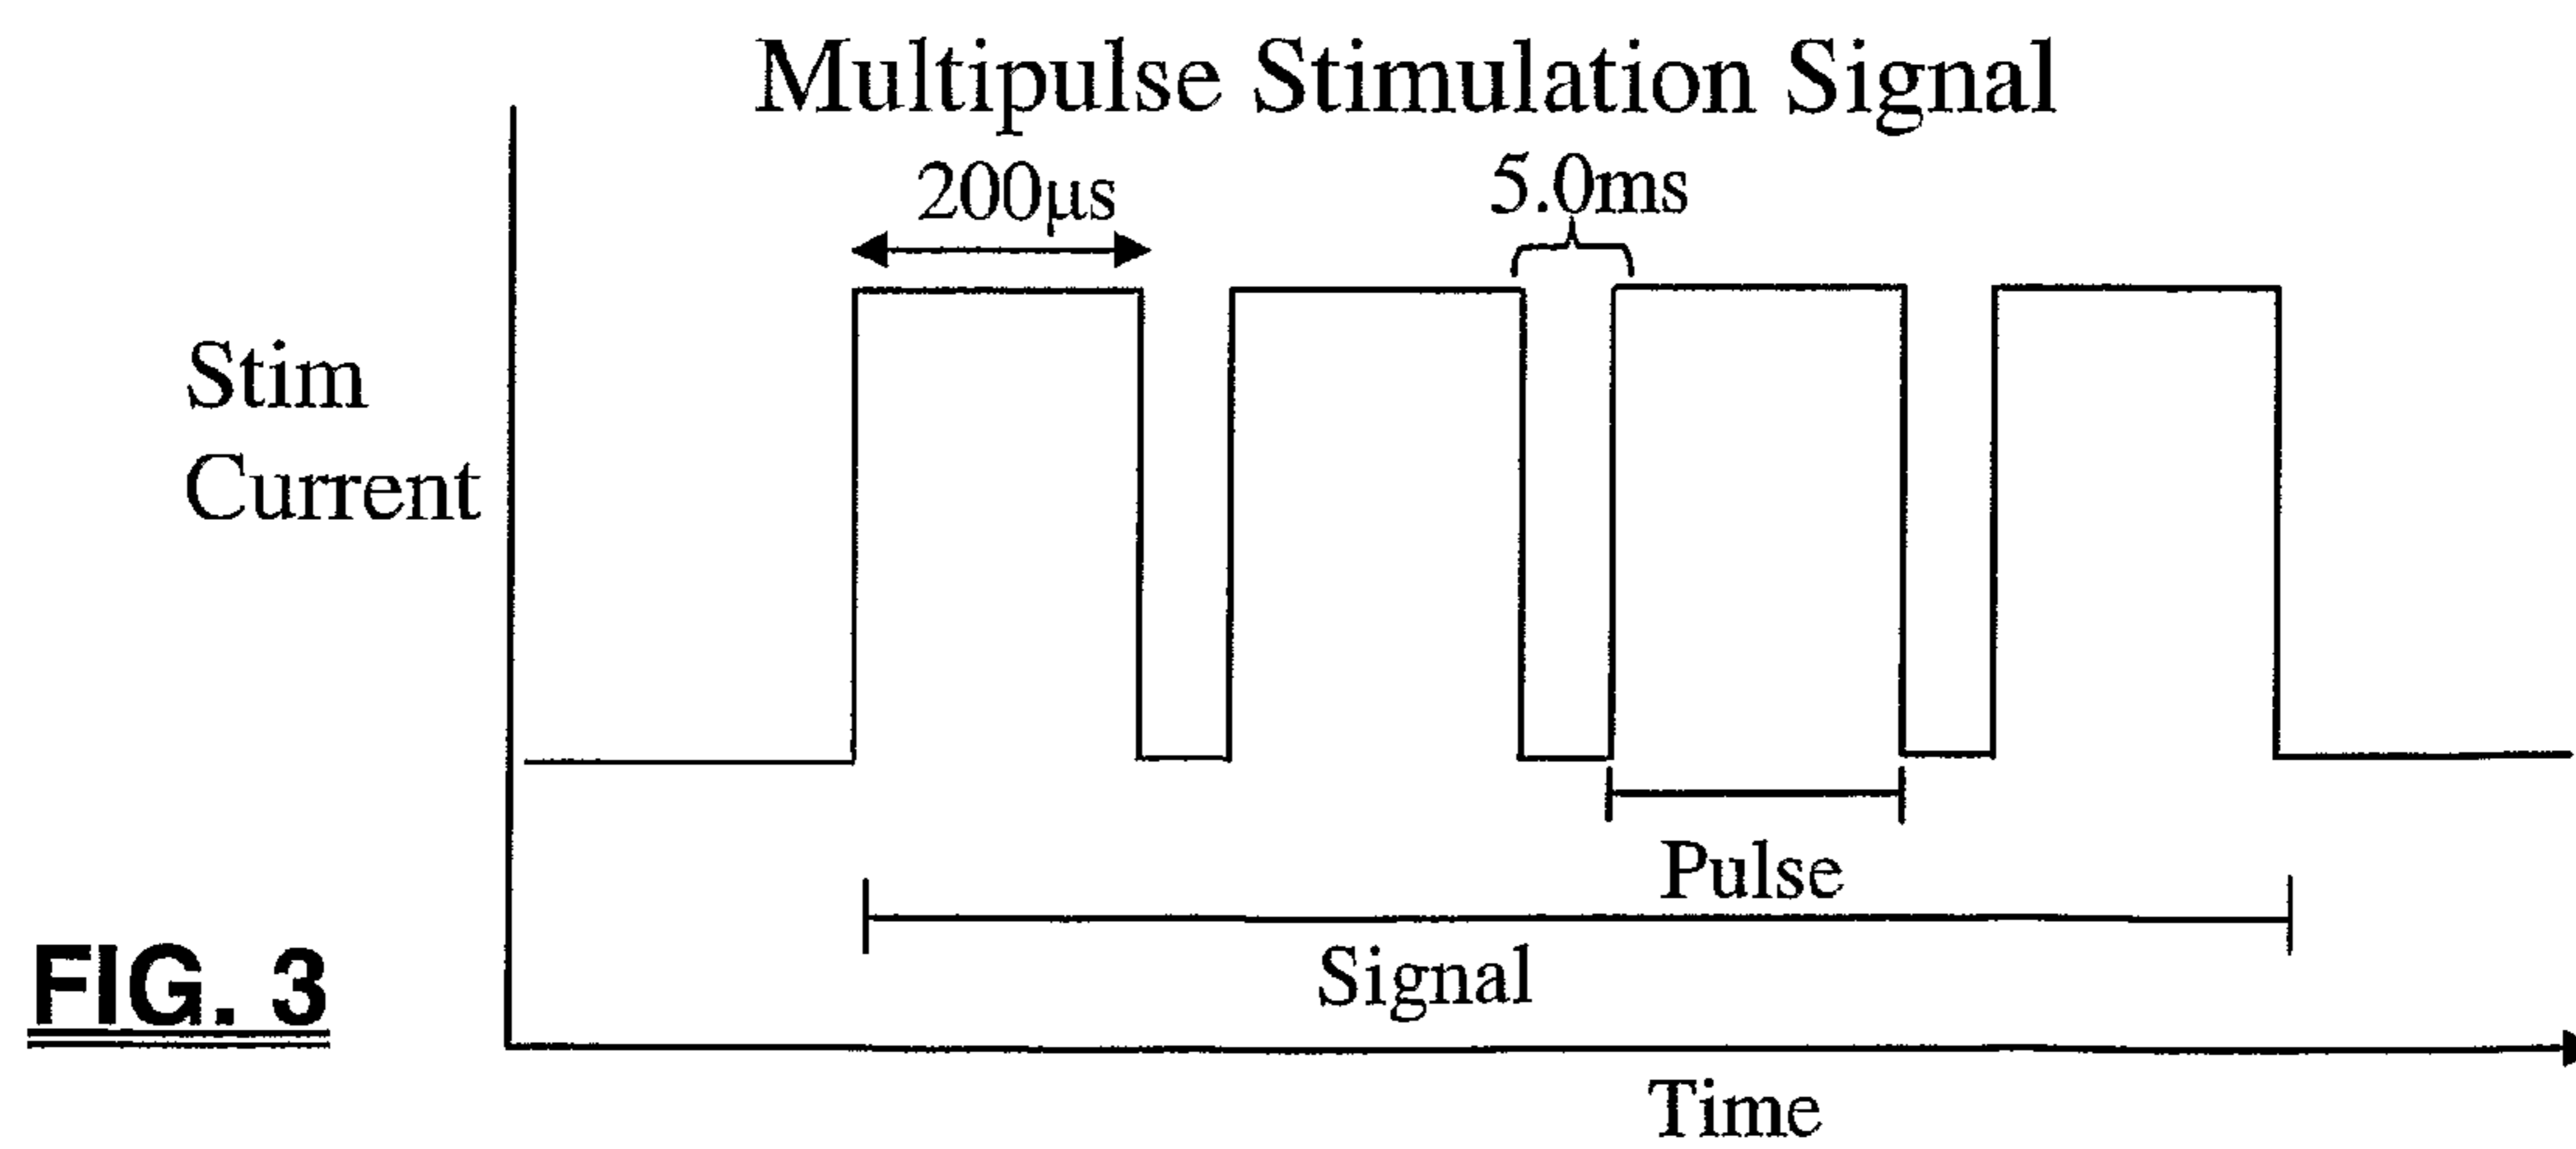 Multipulse Stimulation Signal
200μs
5.0ms
Stim
Current
Pulse
Signal
FIG. 3
Time